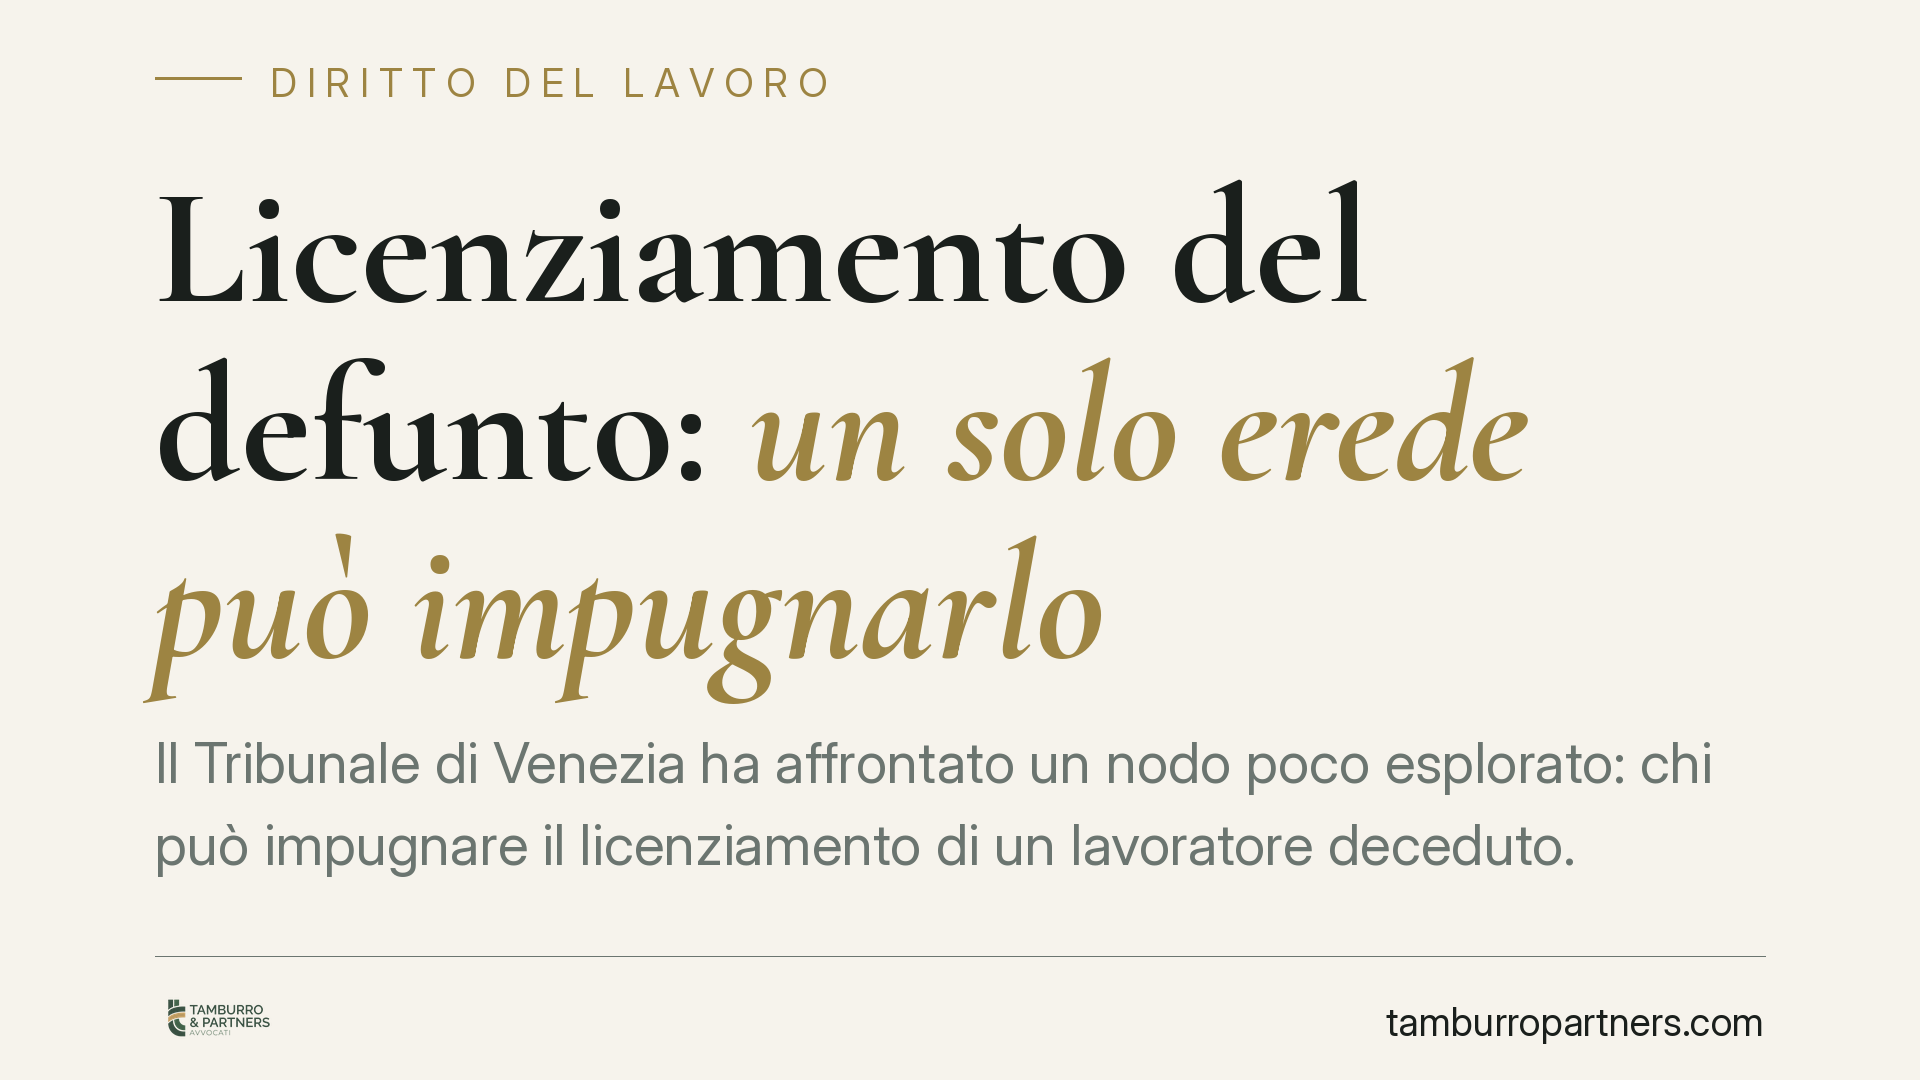 DIRITTO DEL LAVORO
Licenziamento del
defunto: un solo erede
può impugnarlo
Il Tribunale di Venezia ha affrontato un nodo poco esplorato: chi
può impugnare il licenziamento di un lavoratore deceduto.
TAMBURRO
& PARTNERS
AVVOCATI
tamburropartners.com